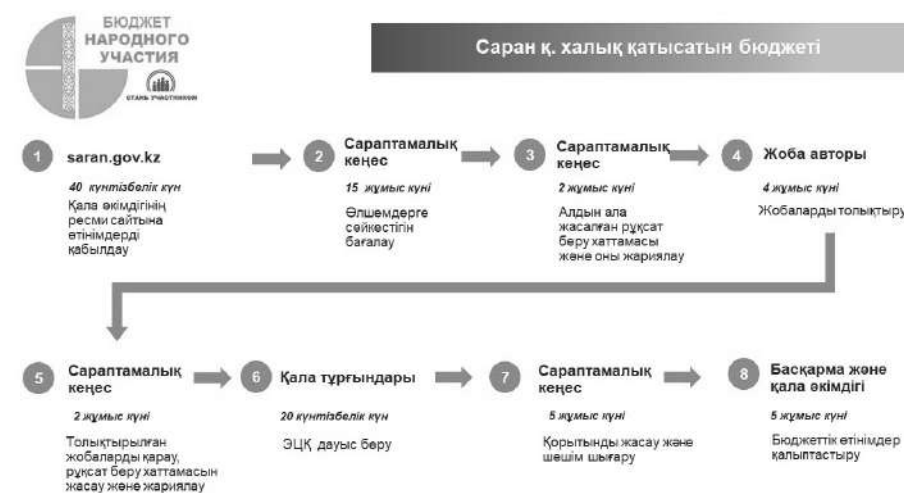 БЮДЖЕТ
НАРОДНОГО
УЧАСТИЯ
СТАНЬ УЧАСТНИКОМ
Саран қ. халық қатысатын бюджеті
1 saran.gov.kz
40 күнтізбелік күн
Қала әкімдігінің
ресми сайтына
өтінімдерді
қабылдау
2 Сараптамалық
кеңес
15 жұмыс күні
Өлшемдерге
сәйкестігін
бағалау
3 Сараптамалық
кеңес
2 жұмыс күні
Алдын ала
жасалған рұқсат
беру хаттамасы
және оны жариялау
4 Жоба авторы
4 жұмыс күні
Жобаларды толықтыру
5 Сараптамалық
кеңес
2 жұмыс күні
Толықтырылған
жобаларды қарау,
рұқсат беру хаттамасын
жасау және жариялау
6 Қала тұрғындары
20 күнтізбелік күн
ЭЦҚ дауыс беру
7 Сараптамалық
кеңес
5 жұмыс күні
Қорытынды жасау және
шешім шығару
8 Басқарма және
қала әкімдігі
5 жұмыс күні
Бюджеттік өтінімдер
қалыптастыру